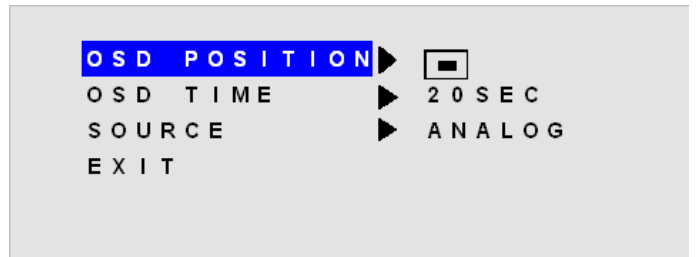 OSD POSITION
OSD TIME 20SEC
SOURCE ANALOG
EXIT